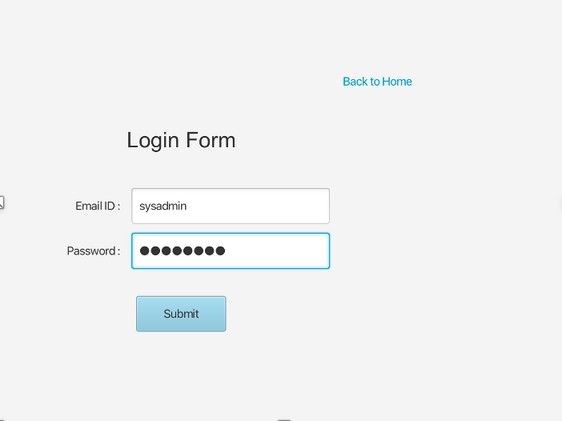 Back to Home
Login Form
Email ID : sysadmin
Password : ●●●●●●●●
Submit